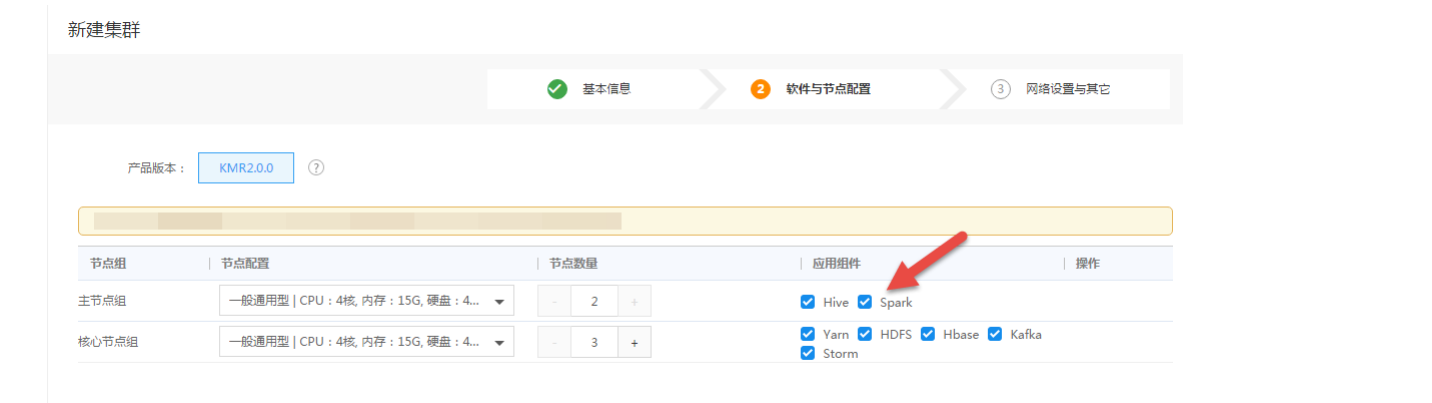 新建集群
基本信息 2 软件与节点配置 3 网络设置与其它
产品版本： KMR2.0.0 ?
节点组 节点配置 节点数量 应用组件 操作
主节点组 一般通用型 | CPU：4核, 内存：15G, 硬盘：4... - 2 + Hive Spark
核心节点组 一般通用型 | CPU：4核, 内存：15G, 硬盘：4... - 3 + Yarn HDFS Hbase Kafka
Storm